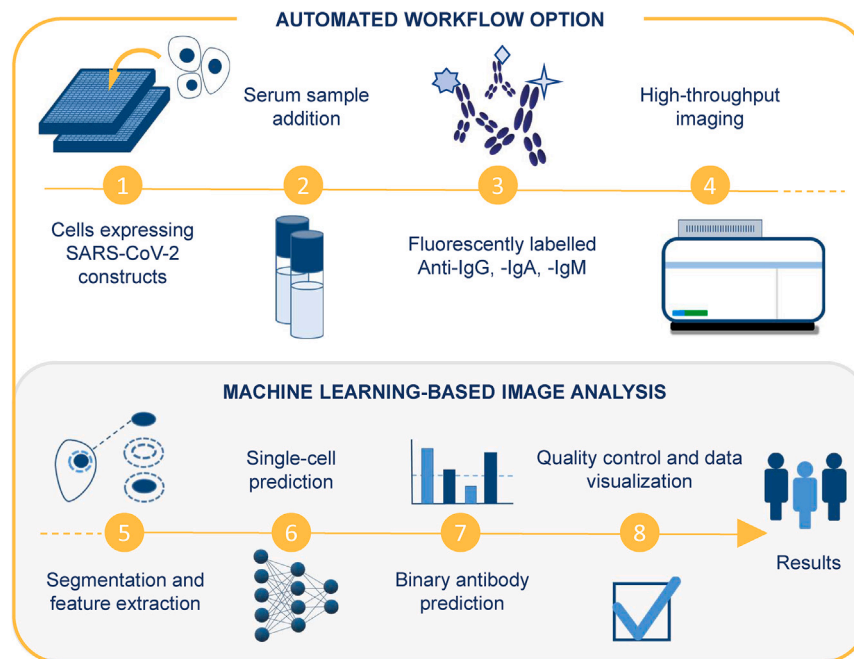 AUTOMATED WORKFLOW OPTION
Serum sample
addition
High-throughput
imaging
1
2
3
4
Cells expressing
SARS-CoV-2
constructs
Fluorescently labelled
Anti-IgG, -IgA, -IgM
MACHINE LEARNING-BASED IMAGE ANALYSIS
Single-cell
prediction
Quality control and data
visualization
5
6
7
8
Segmentation and
feature extraction
Binary antibody
prediction
Results